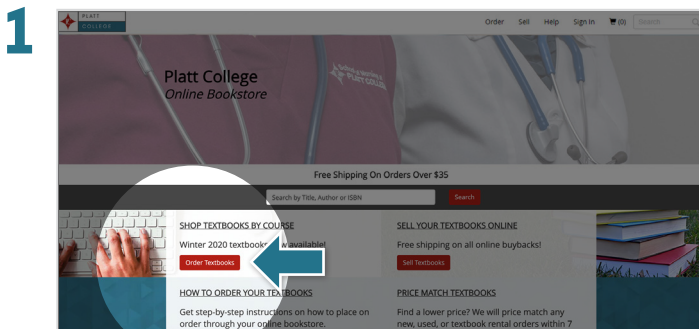 1
PLATT
COLLEGE
Order Sell Help Sign In (0) Search
Platt College
Online Bookstore
PLATT COLLEGE
Free Shipping On Orders Over $35
Search by Title, Author or ISBN Search
SHOP TEXTBOOKS BY COURSE
Winter 2020 textbooks available!
Order Textbooks
SELL YOUR TEXTBOOKS ONLINE
Free shipping on all online buybacks!
Sell Textbooks
HOW TO ORDER YOUR TEXTBOOKS
Get step-by-step instructions on how to place on
order through your online bookstore.
PRICE MATCH TEXTBOOKS
Find a lower price? We will price match any
new, used, or textbook rental orders within 7